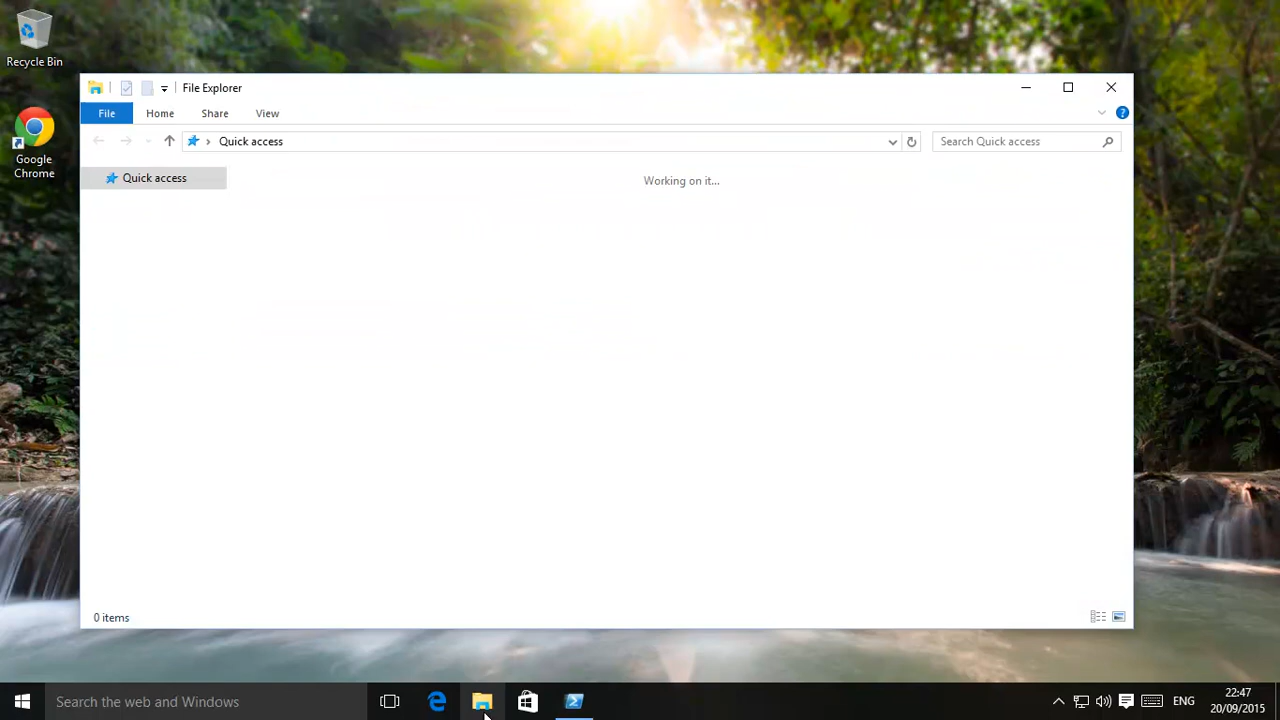 Recycle Bin
Google
Chrome
File Explorer
File
Home
Share
View
Quick access
Search Quick access
Quick access
Working on it...
0 items
Search the web and Windows
ENG
22:47
20/09/2015